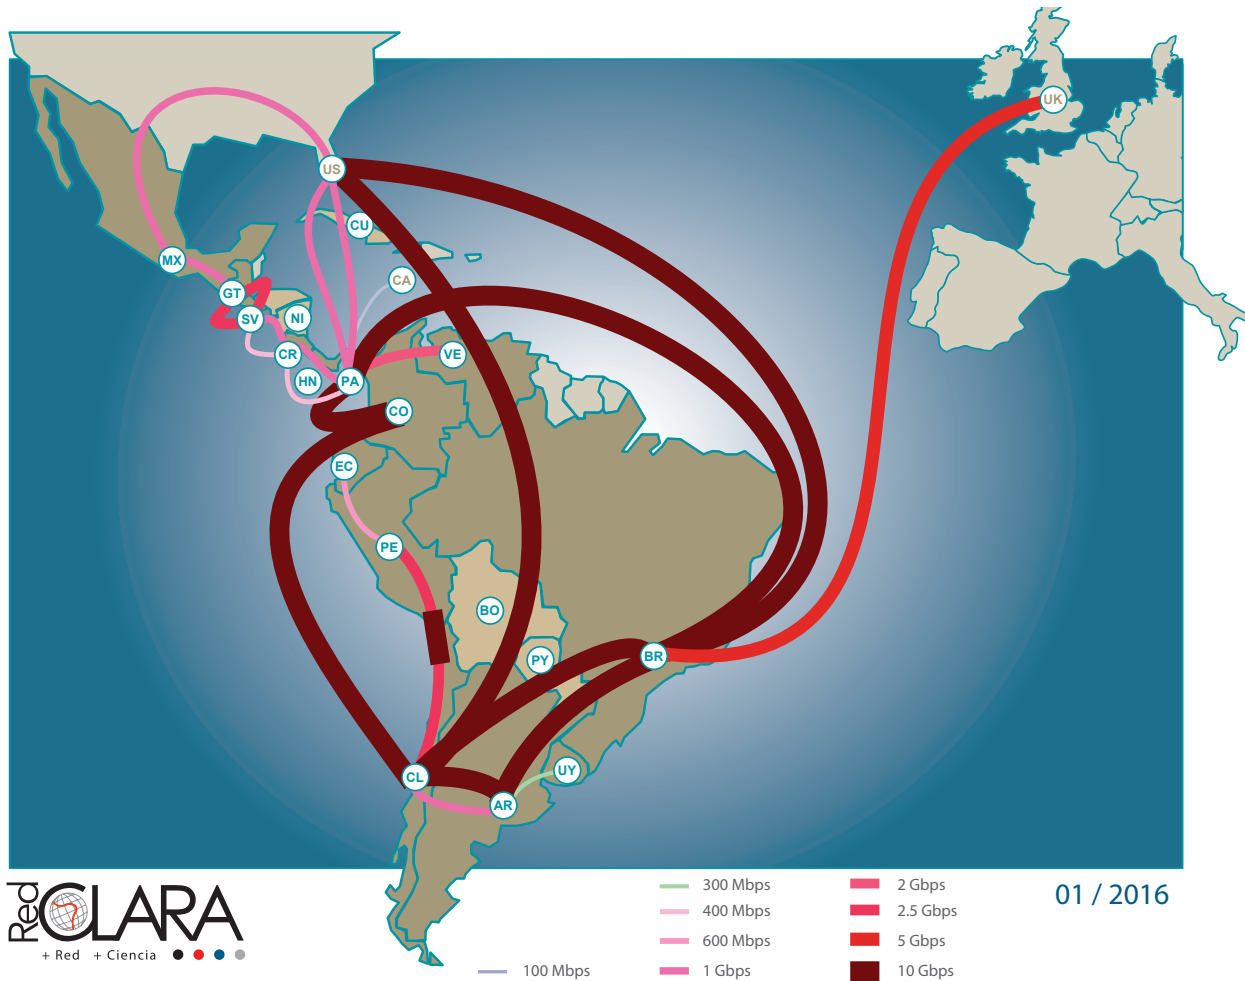 UK
US
CU
MX
CA
GT
SV
NI
CR
VE
HN
PA
CO
EC
PE
BO
PY
BR
CL
UY
AR
Red
CLARA
+ Red + Ciencia
100 Mbps
300 Mbps
400 Mbps
600 Mbps
1 Gbps
2 Gbps
2.5 Gbps
5 Gbps
10 Gbps
01 / 2016